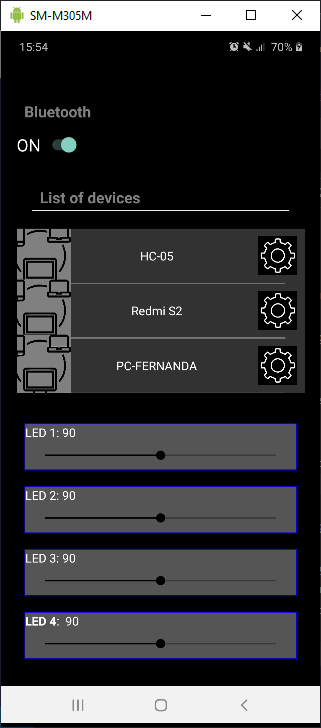 SM-M305M
15:54
70%
Bluetooth
ON
List of devices
HC-05
Redmi S2
PC-FERNANDA
LED 1: 90
LED 2: 90
LED 3: 90
LED 4: 90